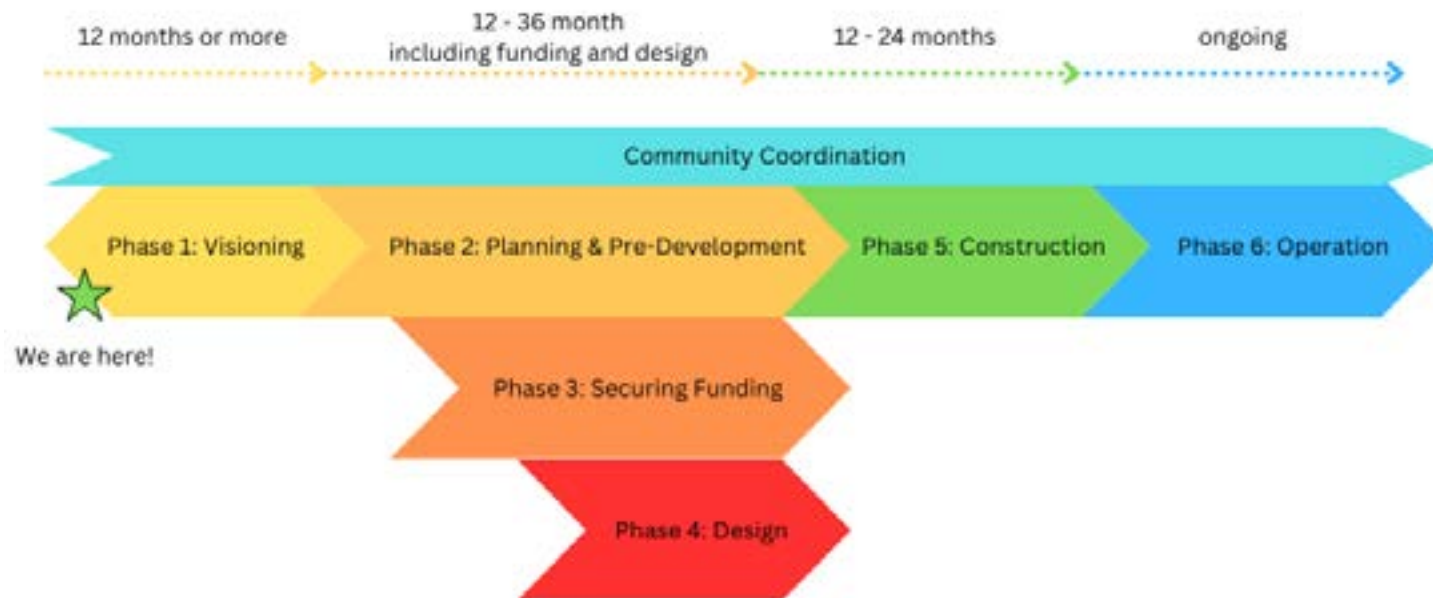 12 months or more
12 - 36 month
including funding and design
12 - 24 months
ongoing
Community Coordination
Phase 1: Visioning
Phase 2: Planning & Pre-Development
Phase 5: Construction
Phase 6: Operation
We are here!
Phase 3: Securing Funding
Phase 4: Design